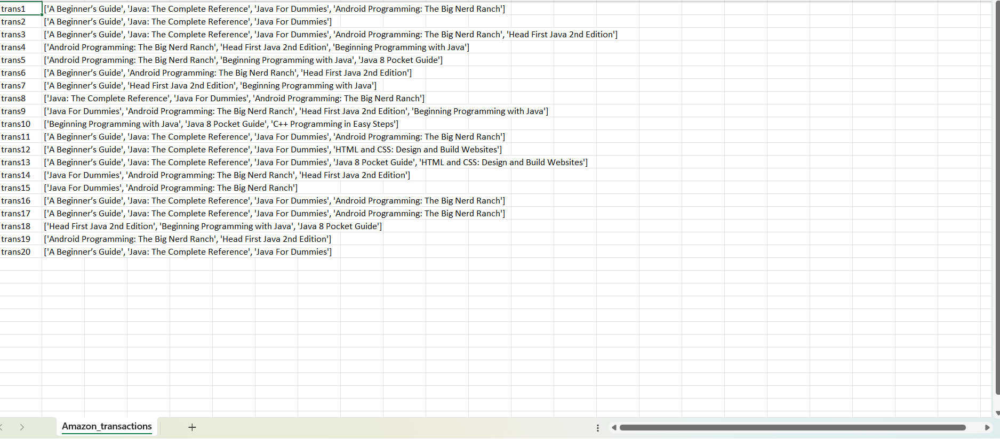 trans1 ['A Beginner’s Guide', 'Java: The Complete Reference', 'Java For Dummies', 'Android Programming: The Big Nerd Ranch']
trans2 ['A Beginner’s Guide', 'Java: The Complete Reference', 'Java For Dummies']
trans3 ['A Beginner’s Guide', 'Java: The Complete Reference', 'Java For Dummies', 'Android Programming: The Big Nerd Ranch', 'Head First Java 2nd Edition']
trans4 ['Android Programming: The Big Nerd Ranch', 'Head First Java 2nd Edition', 'Beginning Programming with Java']
trans5 ['Android Programming: The Big Nerd Ranch', 'Beginning Programming with Java', 'Java 8 Pocket Guide']
trans6 ['A Beginner’s Guide', 'Android Programming: The Big Nerd Ranch', 'Head First Java 2nd Edition']
trans7 ['A Beginner’s Guide', 'Head First Java 2nd Edition', 'Beginning Programming with Java']
trans8 ['Java: The Complete Reference', 'Java For Dummies', 'Android Programming: The Big Nerd Ranch']
trans9 ['Java For Dummies', 'Android Programming: The Big Nerd Ranch', 'Head First Java 2nd Edition', 'Beginning Programming with Java']
trans10 ['Beginning Programming with Java', 'Java 8 Pocket Guide', 'C++ Programming in Easy Steps']
trans11 ['A Beginner’s Guide', 'Java: The Complete Reference', 'Java For Dummies', 'Android Programming: The Big Nerd Ranch']
trans12 ['A Beginner’s Guide', 'Java: The Complete Reference', 'Java For Dummies', 'HTML and CSS: Design and Build Websites']
trans13 ['A Beginner’s Guide', 'Java: The Complete Reference', 'Java For Dummies', 'Java 8 Pocket Guide', 'HTML and CSS: Design and Build Websites']
trans14 ['Java For Dummies', 'Android Programming: The Big Nerd Ranch', 'Head First Java 2nd Edition']
trans15 ['Java For Dummies', 'Android Programming: The Big Nerd Ranch']
trans16 ['A Beginner’s Guide', 'Java: The Complete Reference', 'Java For Dummies', 'Android Programming: The Big Nerd Ranch']
trans17 ['A Beginner’s Guide', 'Java: The Complete Reference', 'Java For Dummies', 'Android Programming: The Big Nerd Ranch']
trans18 ['Head First Java 2nd Edition', 'Beginning Programming with Java', 'Java 8 Pocket Guide']
trans19 ['Android Programming: The Big Nerd Ranch', 'Head First Java 2nd Edition']
trans20 ['A Beginner’s Guide', 'Java: The Complete Reference', 'Java For Dummies']
Amazon_transactions